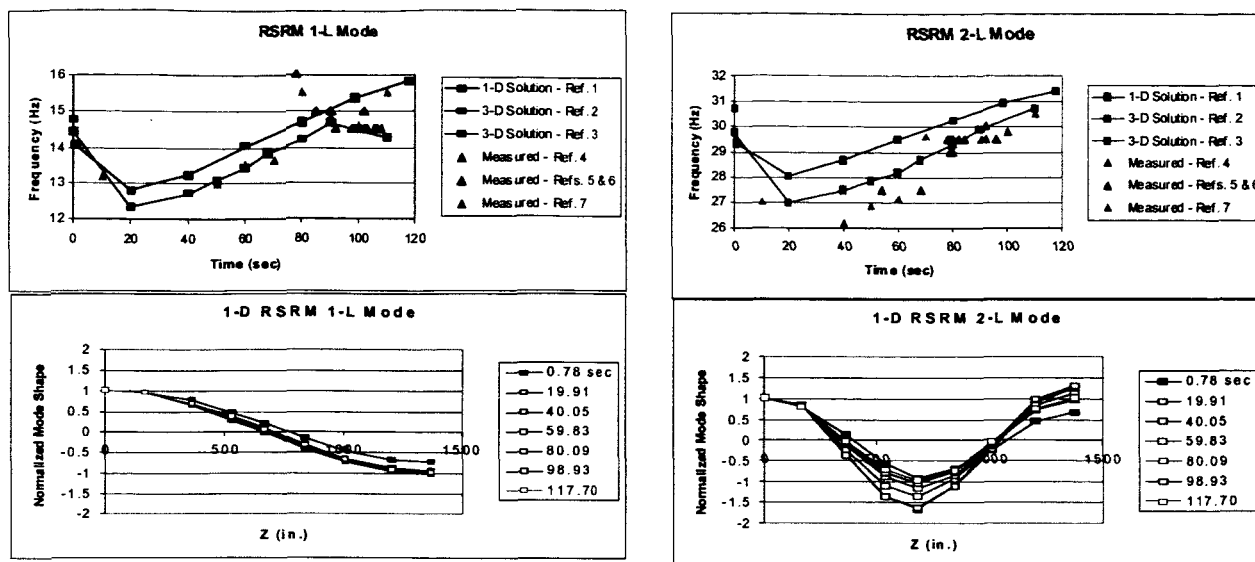 RSRM 1-L Mode
16
15
14
13
12
Frequency (Hz)
0 20 40 60 80 100 120
Time (sec)
1-D Solution - Ref. 1
3-D Solution - Ref. 2
3-D Solution - Ref. 3
Measured - Ref. 4
Measured - Refs. 5 & 6
Measured - Ref. 7
RSRM 2-L Mode
32
31
30
29
28
27
26
Frequency (Hz)
0 20 40 60 80 100 120
Time (sec)
1-D Solution - Ref. 1
3-D Solution - Ref. 2
3-D Solution - Ref. 3
Measured - Ref. 4
Measured - Refs. 5 & 6
Measured - Ref. 7
1-D RSRM 1-L Mode
2
1.5
1
0.5
0
-0.5
-1
-1.5
-2
Normalized Mode Shape
0 500 1500
Z (in.)
0.78 sec
19.91
40.05
59.83
80.09
98.93
117.70
1-D RSRM 2-L Mode
2
1.5
1
0.5
0
-0.5
-1
-1.5
-2
Normalized Mode Shape
0 1500
Z (in.)
0.78 sec
19.91
40.05
59.83
80.09
98.93
117.70